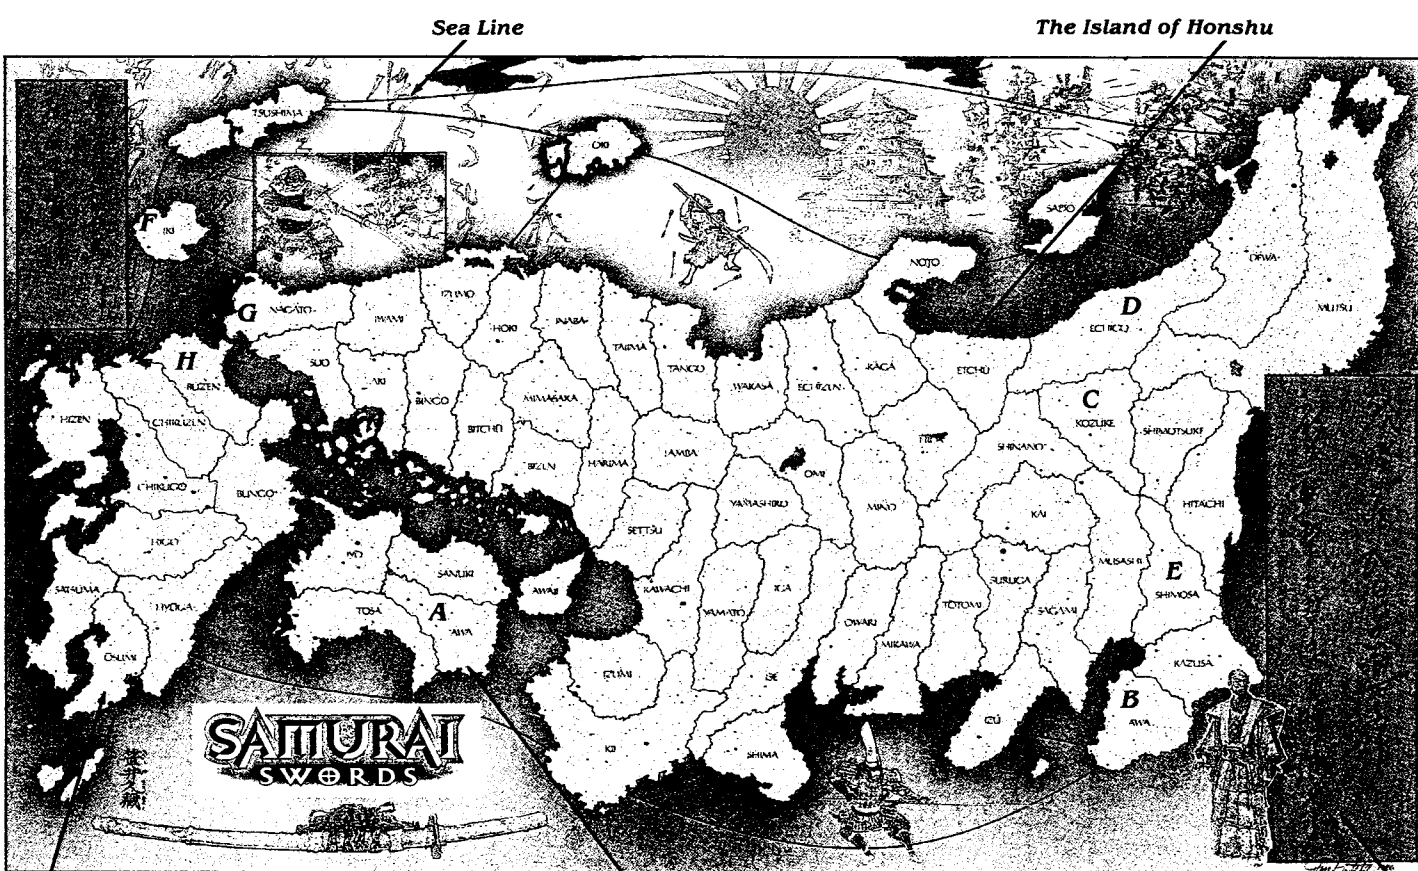 Sea Line
The Island of Honshu
TSUSHIMA
OKI
F
IKI
SADO
NOTO
DEWA
MUTSU
G
NAGATO
IWAMI
IZUMO
HOKI
INABA
TAJIMA
TANGO
WAKASA
ECHIZEN
KAGA
ETCHU
D
ECHIGO
H
BUZEN
SUO
AKI
BINGO
BITCHŪ
MIMASAKA
HIZEN
CHIKUZEN
BIZEN
HARIMA
TAMBA
OMI
HIDA
SHINANO
C
KOZUKE
SHIMOTSUKE
HITACHI
CHIKUGO
BUNGO
YAMASHIRO
MINO
KAI
HIGO
IYO
SETTSU
SANUKI
AWAJI
KAWACHI
YAMATO
IGA
OWARI
MIKAWA
TOTOMI
SURUGA
SAGAMI
MUSASHI
E
SHIMOSA
SATSUMA
HYUGA
TOSA
A
AWA
OSUMI
IZUMI
ISE
KAZUSA
B
AWA
IZU
KII
SHIMA
SAMURAI
SWORDS